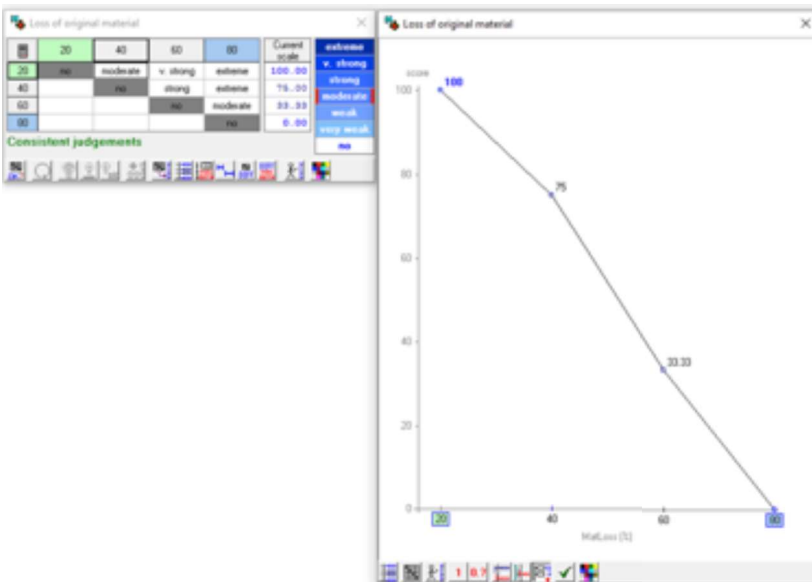 Loss of original material
20 40 60 80 Current scale
20 no moderate v. strong extreme 100.00
40 no strong extreme 75.00
60 no moderate 33.33
80 no 0.00
Consistent judgements
extreme
v. strong
strong
moderate
weak
very weak
no
Loss of original material
score
100
100
80
75
60
40
33.33
20
0
20 40 60 80
MatLoss (%)